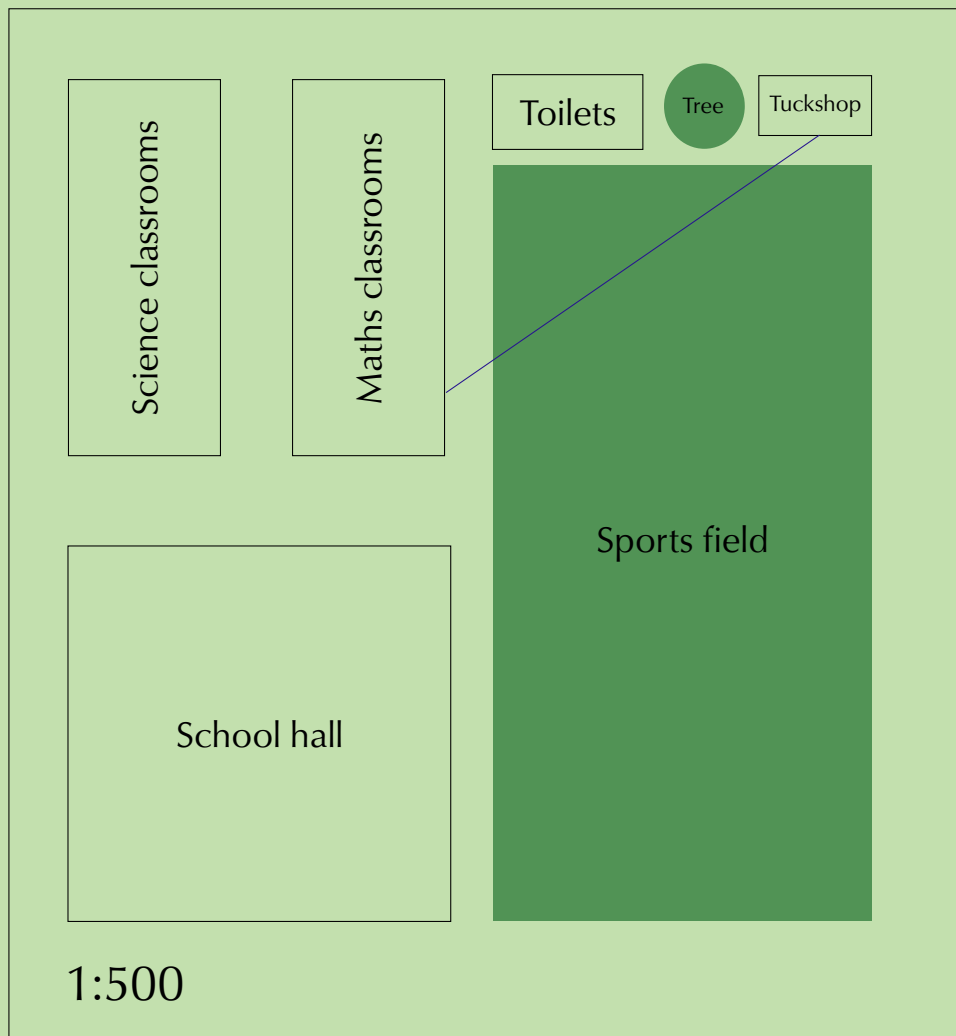 Science classrooms
Maths classrooms
Toilets
Tree
Tuckshop
Sports field
School hall
1:500